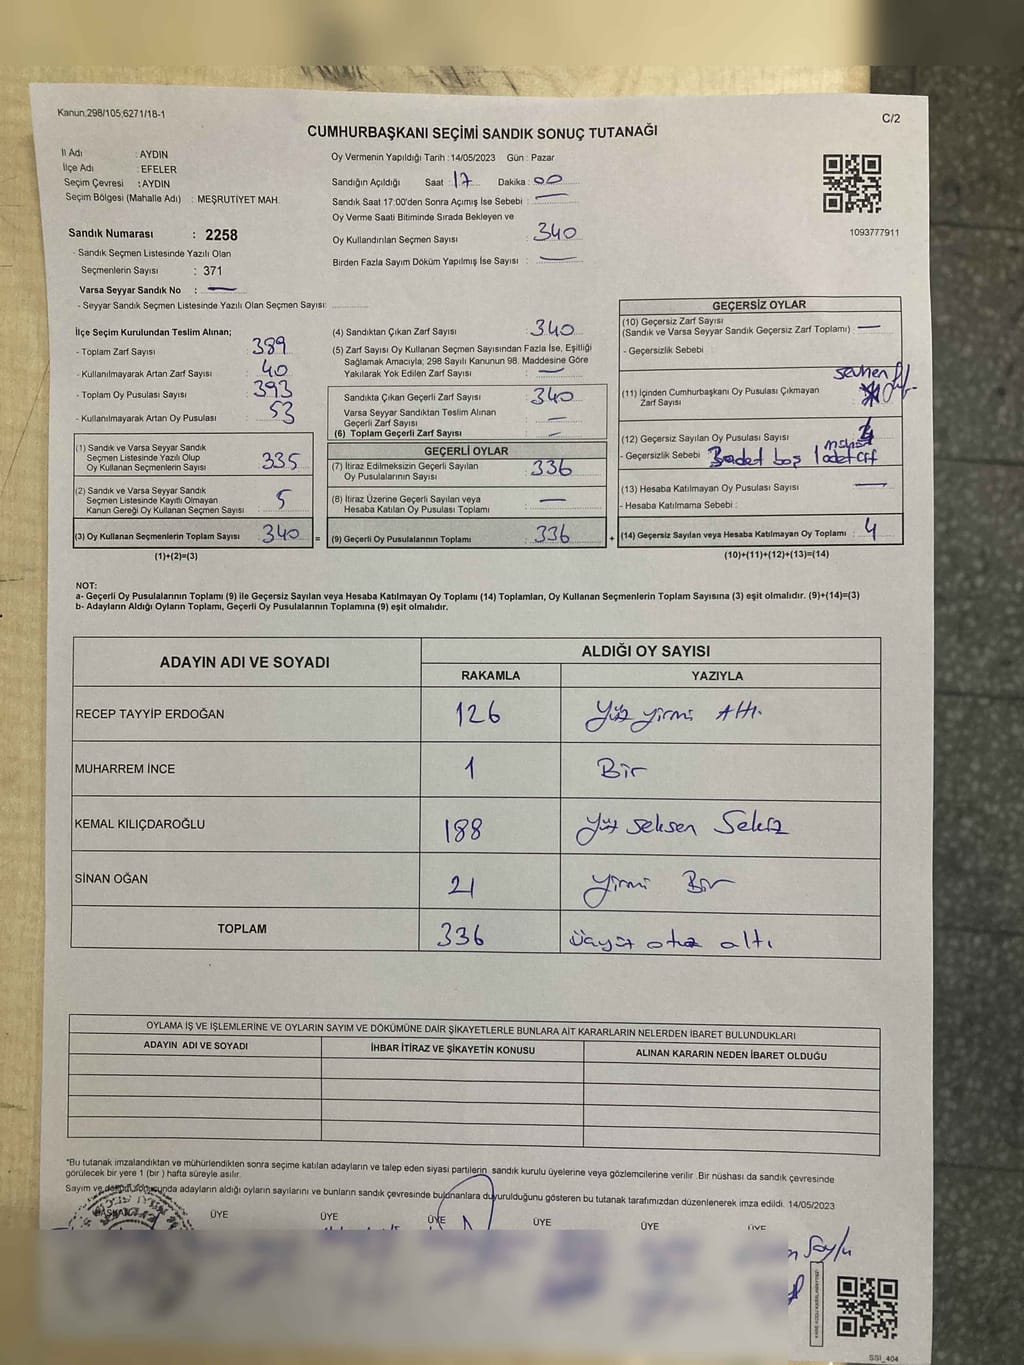 Kanun;298/105;6271/18-1
C/2
CUMHURBAŞKANI SEÇİMİ SANDIK SONUÇ TUTANAĞI
İl Adı : AYDIN
İlçe Adı : EFELER
Seçim Çevresi : AYDIN
Seçim Bölgesi (Mahalle Adı) : MEŞRUTİYET MAH.
Sandık Numarası : 2258
- Sandık Seçmen Listesinde Yazılı Olan
Seçmenlerin Sayısı : 371
Varsa Seyyar Sandık No : —
- Seyyar Sandık Seçmen Listesinde Yazılı Olan Seçmen Sayısı:
Oy Vermenin Yapıldığı Tarih :14/05/2023 Gün : Pazar
Sandığın Açıldığı Saat 17 Dakika : 00
Sandık Saat 17:00'den Sonra Açımış İse Sebebi : —
Oy Verme Saati Bitiminde Sırada Bekleyen ve
Oy Kullandırılan Seçmen Sayısı : 340
Birden Fazla Sayım Döküm Yapılmış İse Sayısı : —
1093777911
İlçe Seçim Kurulundan Teslim Alınan;
- Toplam Zarf Sayısı : 389
- Kullanılmayarak Artan Zarf Sayısı : 40
- Toplam Oy Pusulası Sayısı : 393
- Kullanılmayarak Artan Oy Pusulası : 53
(1) Sandık ve Varsa Seyyar Sandık
Seçmen Listesinde Yazılı Olup
Oy Kullanan Seçmenlerin Sayısı : 335
(2) Sandık ve Varsa Seyyar Sandık
Seçmen Listesinde Kayıtlı Olmayan
Kanun Gereği Oy Kullanan Seçmen Sayısı : 5
(3) Oy Kullanan Seçmenlerin Toplam Sayısı : 340 =
(1)+(2)=(3)
(4) Sandıktan Çıkan Zarf Sayısı : 340
(5) Zarf Sayısı Oy Kullanan Seçmen Sayısından Fazla İse, Eşitliği
Sağlamak Amacıyla; 298 Sayılı Kanunun 98. Maddesine Göre
Yakılarak Yok Edilen Zarf Sayısı : —
Sandıkta Çıkan Geçerli Zarf Sayısı : 340
Varsa Seyyar Sandıktan Teslim Alınan
Geçerli Zarf Sayısı : —
(6) Toplam Geçerli Zarf Sayısı : —
GEÇERLİ OYLAR
(7) İtiraz Edilmeksizin Geçerli Sayılan
Oy Pusulalarının Sayısı : 336
(8) İtiraz Üzerine Geçerli Sayılan veya
Hesaba Katılan Oy Pusulası Toplamı : —
(9) Geçerli Oy Pusulalarının Toplamı : 336 +
GEÇERSİZ OYLAR
(10) Geçersiz Zarf Sayısı
(Sandık ve Varsa Seyyar Sandık Geçersiz Zarf Toplamı) : —
- Geçersizlik Sebebi :
(11) İçinden Cumhurbaşkanı Oy Pusulası Çıkmayan
Zarf Sayısı :
(12) Geçersiz Sayılan Oy Pusulası Sayısı : 4
- Geçersizlik Sebebi : 3 adet boş 1 adet
(13) Hesaba Katılmayan Oy Pusulası Sayısı : —
- Hesaba Katılmama Sebebi :
(14) Geçersiz Sayılan veya Hesaba Katılmayan Oy Toplamı : 4
(10)+(11)+(12)+(13)=(14)
NOT:
a- Geçerli Oy Pusulalarının Toplamı (9) ile Geçersiz Sayılan veya Hesaba Katılmayan Oy Toplamı (14) Toplamları, Oy Kullanan Seçmenlerin Toplam Sayısına (3) eşit olmalıdır. (9)+(14)=(3)
b- Adayların Aldığı Oyların Toplamı, Geçerli Oy Pusulalarının Toplamına (9) eşit olmalıdır.
ADAYIN ADI VE SOYADI
ALDIĞI OY SAYISI
RAKAMLA YAZIYLA
RECEP TAYYİP ERDOĞAN 126 Yüz yirmi Altı.
MUHARREM İNCE 1 Bir
KEMAL KILIÇDAROĞLU 188 Yüz seksen Sekiz
SİNAN OĞAN 21 Yirmi Bir
TOPLAM 336 üçyüz otuz altı
OYLAMA İŞ VE İŞLEMLERİNE VE OYLARIN SAYIM VE DÖKÜMÜNE DAİR ŞİKAYETLERLE BUNLARA AİT KARARLARIN NELERDEN İBARET BULUNDUKLARI
ADAYIN ADI VE SOYADI İHBAR İTİRAZ VE ŞİKAYETİN KONUSU ALINAN KARARIN NEDEN İBARET OLDUĞU
*Bu tutanak imzalandıktan ve mühürlendikten sonra seçime katılan adayların ve talep eden siyasi partilerin sandık kurulu üyelerine veya gözlemcilerine verilir. Bir nüshası da sandık çevresinde
görülecek bir yere 1 (bir ) hafta süreyle asılır.
Sayım ve dökümü sonucunda adayların aldığı oyların sayılarını ve bunların sandık çevresinde bulunanlara duyurulduğunu gösteren bu tutanak tarafımızdan düzenlenerek imza edildi. 14/05/2023
BAŞKAN ÜYE ÜYE ÜYE ÜYE ÜYE ÜYE
SSI_404